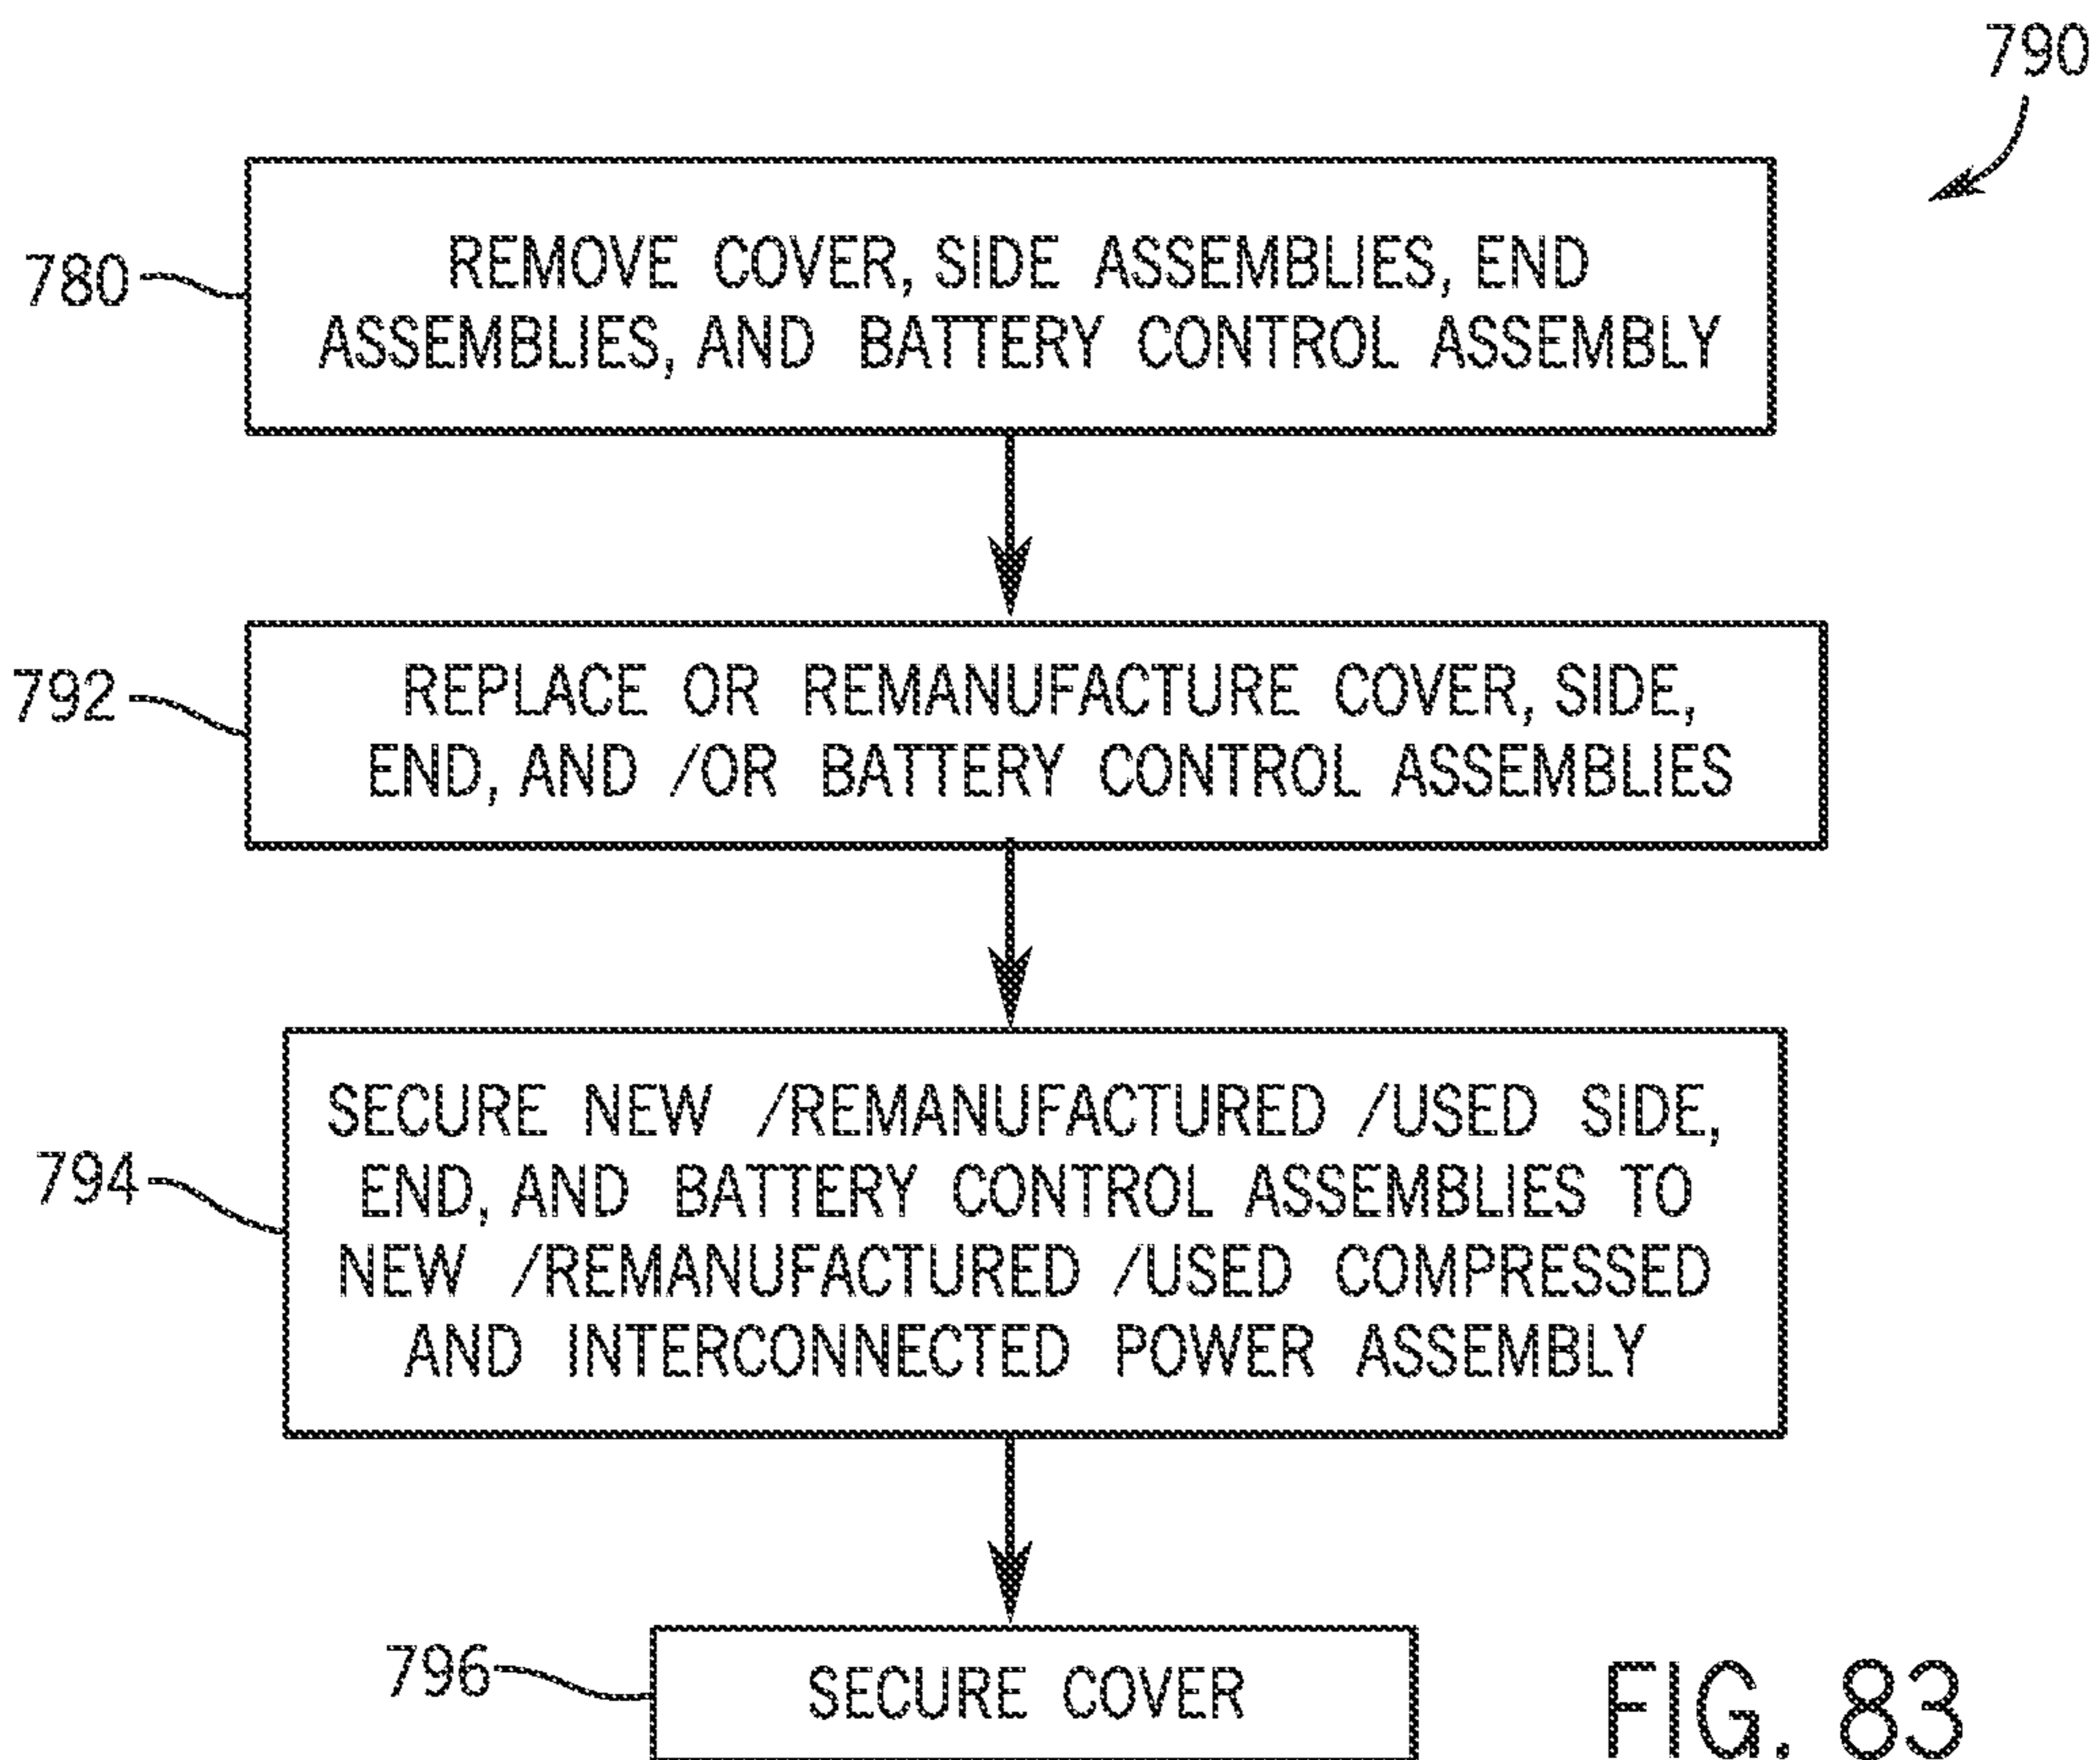 790
780
REMOVE COVER, SIDE ASSEMBLIES, END
ASSEMBLIES, AND BATTERY CONTROL ASSEMBLY
792
REPLACE OR REMANUFACTURE COVER, SIDE,
END, AND /OR BATTERY CONTROL ASSEMBLIES
794
SECURE NEW /REMANUFACTURED /USED SIDE,
END, AND BATTERY CONTROL ASSEMBLIES TO
NEW /REMANUFACTURED /USED COMPRESSED
AND INTERCONNECTED POWER ASSEMBLY
796
SECURE COVER
FIG. 83